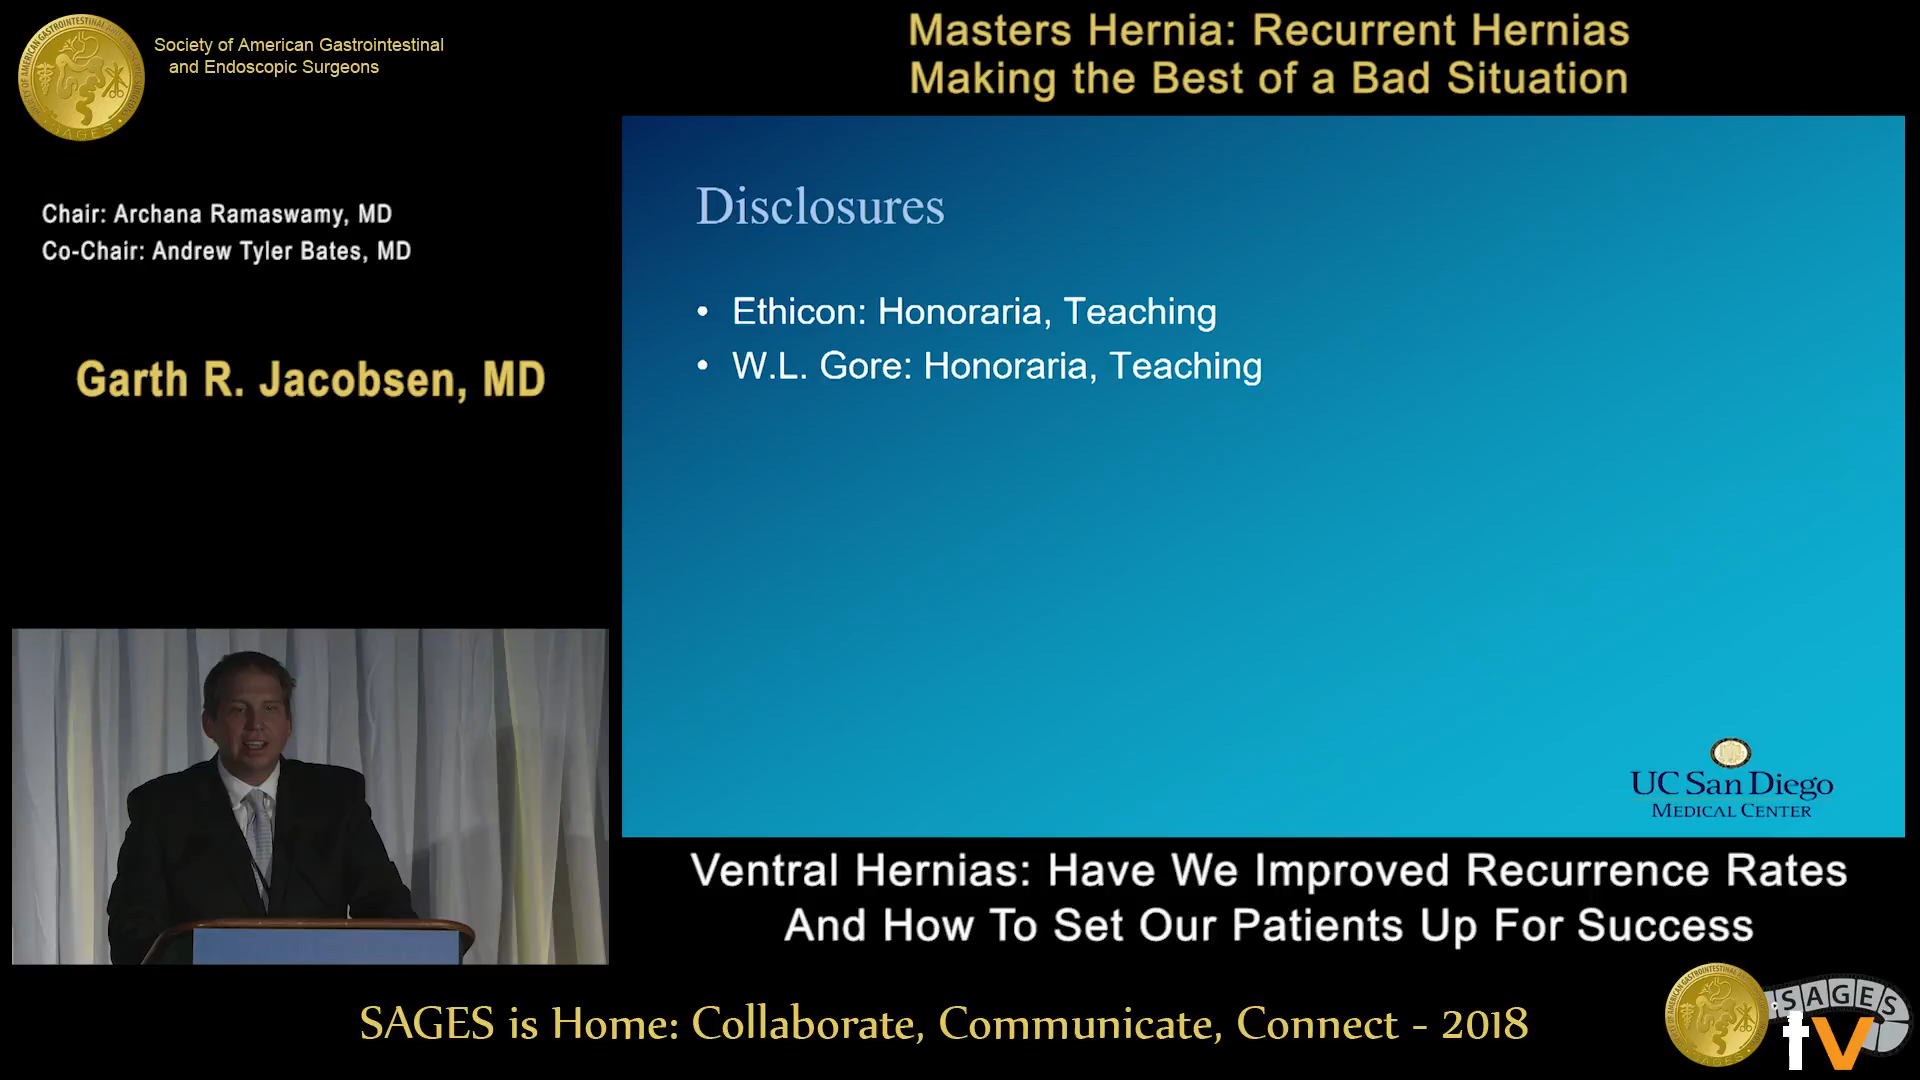 Society of American Gastrointestinal
and Endoscopic Surgeons
Masters Hernia: Recurrent Hernias
Making the Best of a Bad Situation
Chair: Archana Ramaswamy, MD
Co-Chair: Andrew Tyler Bates, MD
Garth R. Jacobsen, MD
Disclosures
• Ethicon: Honoraria, Teaching
• W.L. Gore: Honoraria, Teaching
UC San Diego
MEDICAL CENTER
Ventral Hernias: Have We Improved Recurrence Rates
And How To Set Our Patients Up For Success
SAGES is Home: Collaborate, Communicate, Connect - 2018
SAGES
tv